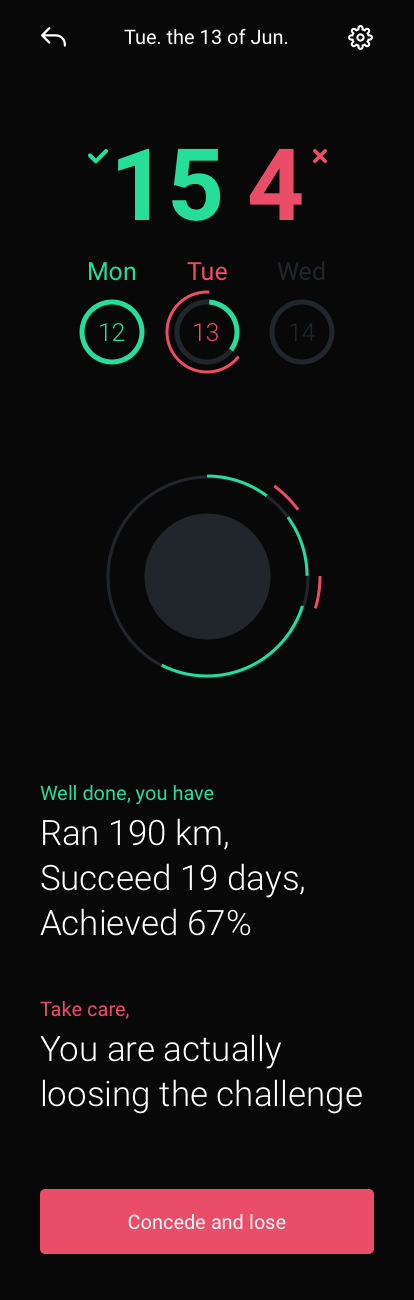 Tue. the 13 of Jun.
15 4
Mon Tue Wed
12 13 14
Well done, you have
Ran 190 km,
Succeed 19 days,
Achieved 67%
Take care,
You are actually
loosing the challenge
Concede and lose